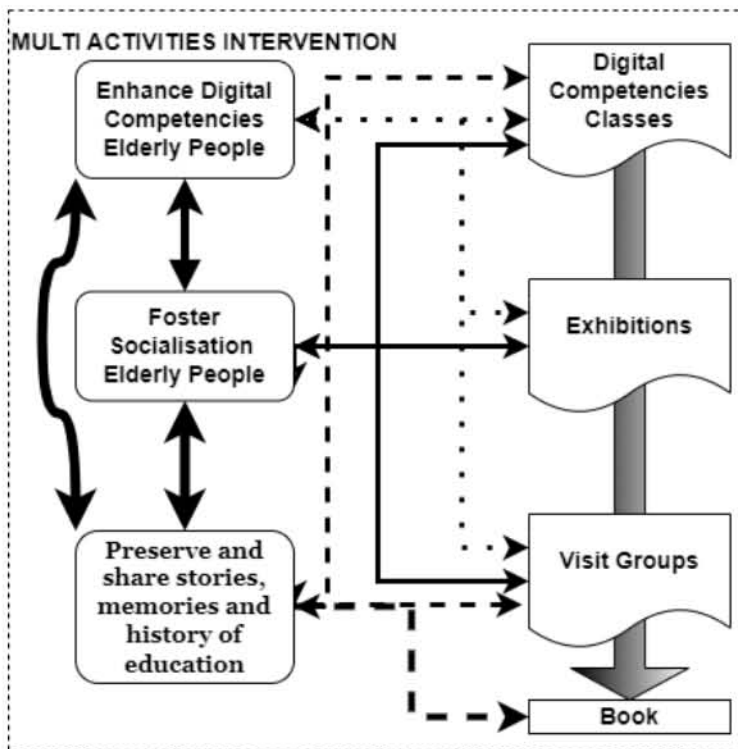 MULTI ACTIVITIES INTERVENTION
Enhance Digital
Competencies
Elderly People
Foster
Socialisation
Elderly People
Preserve and
share stories,
memories and
history of
education
Digital
Competencies
Classes
Exhibitions
Visit Groups
Book